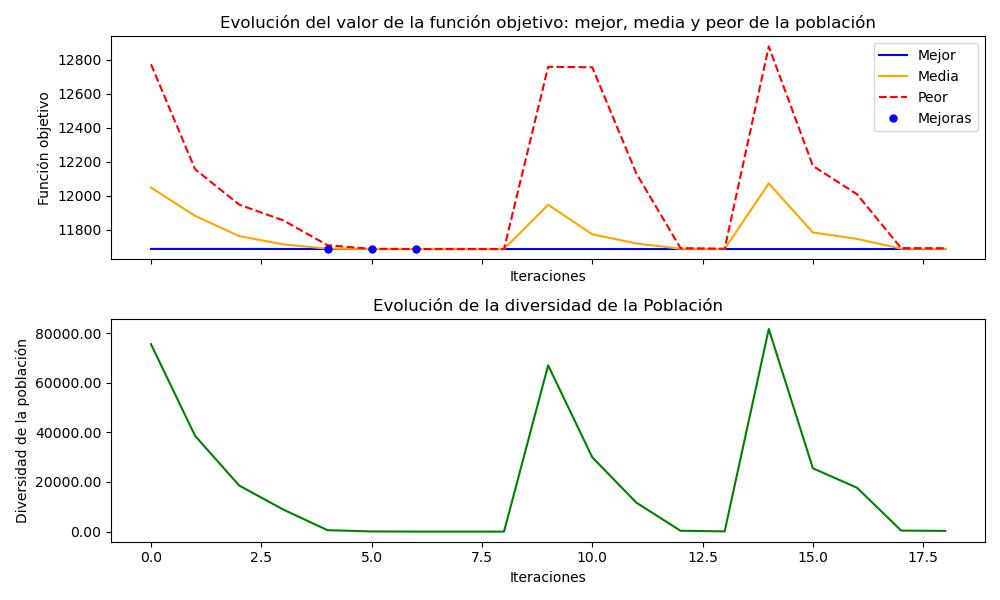 Evolución del valor de la función objetivo: mejor, media y peor de la población
Función objetivo
12800
12600
12400
12200
12000
11800
Mejor
Media
Peor
Mejoras
Iteraciones
Evolución de la diversidad de la Población
Diversidad de la población
80000.00
60000.00
40000.00
20000.00
0.00
0.0 2.5 5.0 7.5 10.0 12.5 15.0 17.5
Iteraciones